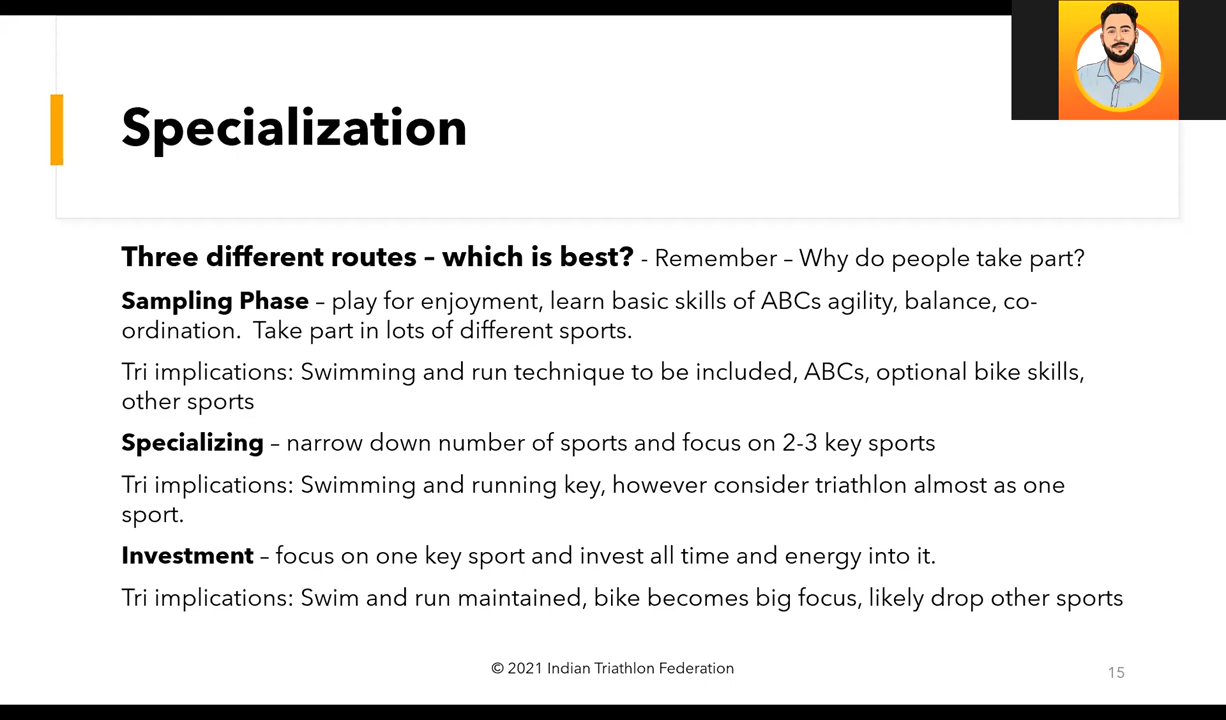 Specialization
Three different routes – which is best? - Remember – Why do people take part?
Sampling Phase – play for enjoyment, learn basic skills of ABCs agility, balance, co-
ordination.  Take part in lots of different sports.
Tri implications: Swimming and run technique to be included, ABCs, optional bike skills,
other sports
Specializing – narrow down number of sports and focus on 2-3 key sports
Tri implications: Swimming and running key, however consider triathlon almost as one
sport.
Investment – focus on one key sport and invest all time and energy into it.
Tri implications: Swim and run maintained, bike becomes big focus, likely drop other sports
© 2021 Indian Triathlon Federation
15